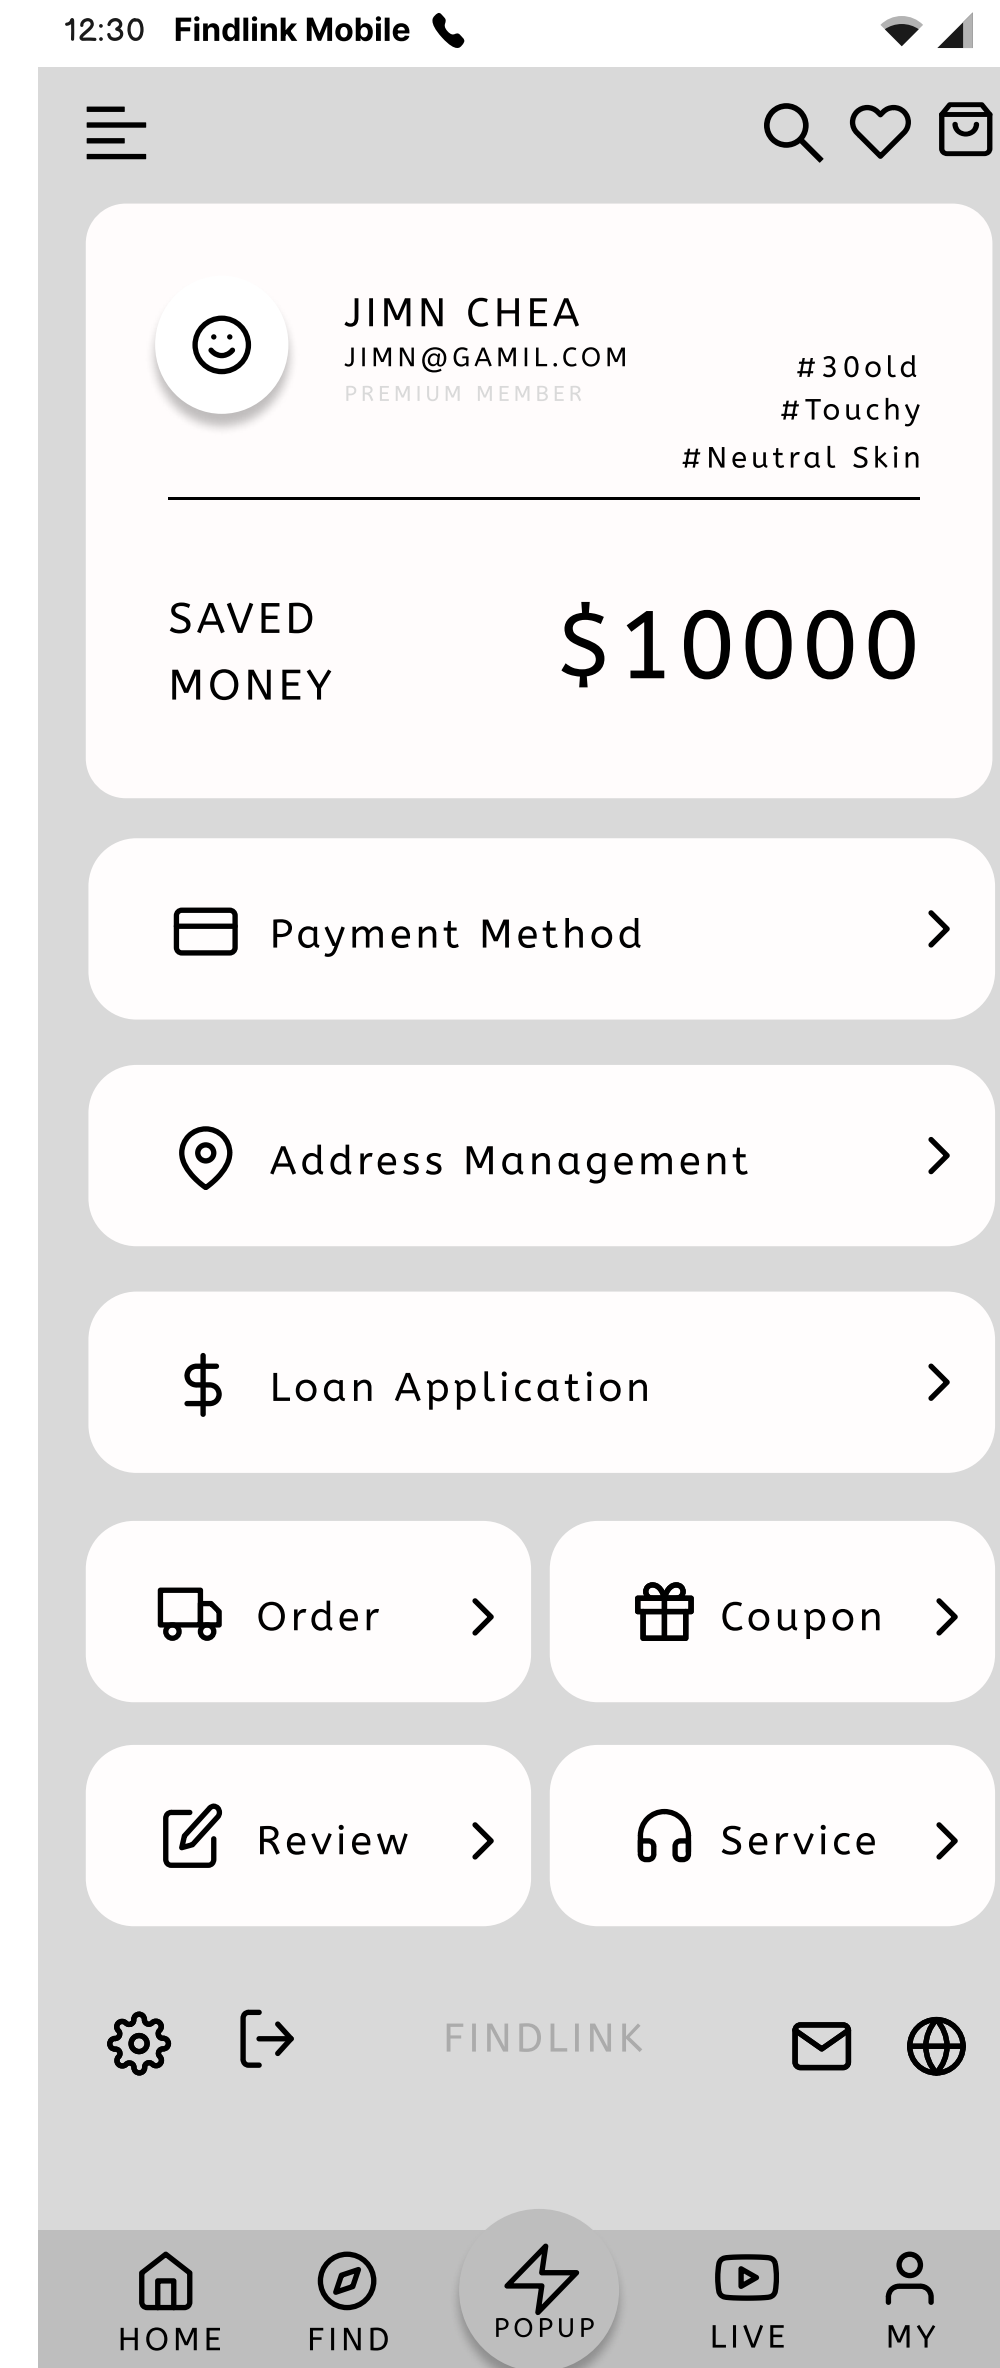 12:30 Findlink Mobile
JIMN CHEA
JIMN@GAMIL.COM
PREMIUM MEMBER
#30old
#Touchy
#Neutral Skin
SAVED
MONEY
$10000
Payment Method
Address Management
Loan Application
Order
Coupon
Review
Service
FINDLINK
HOME
FIND
POPUP
LIVE
MY